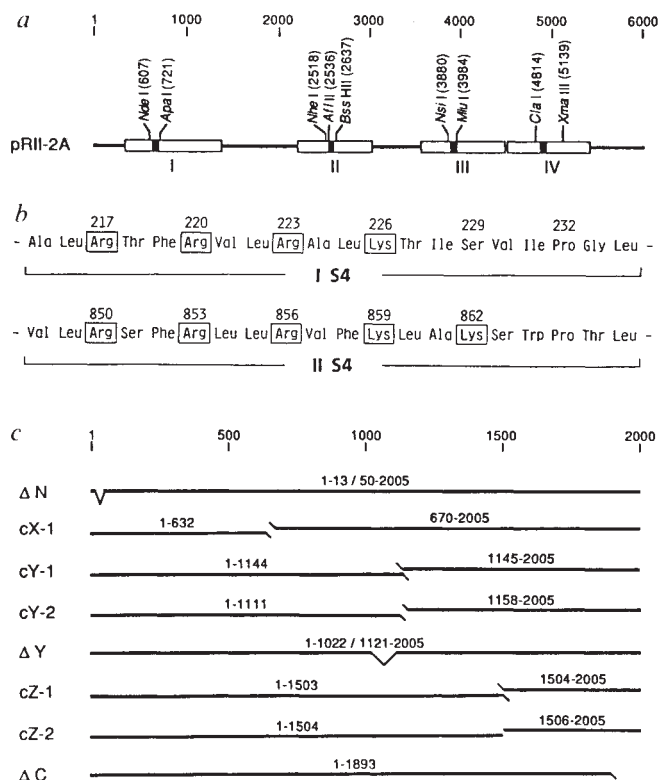 a
1 1000 2000 3000 4000 5000 6000
Nde I (607)
Apa I (721)
Nhe I (2518)
Afl II (2536)
Bss HII (2637)
Nsi I (3880)
Mlu I (3984)
Cla I (4814)
Xma III (5139)
pRII-2A
I II III IV
b
217 220 223 226 229 232
- Ala Leu Arg Thr Phe Arg Val Leu Arg Ala Leu Lys Thr Ile Ser Val Ile Pro Gly Leu -
I S4
850 853 856 859 862
- Val Leu Arg Ser Phe Arg Leu Leu Arg Val Phe Lys Leu Ala Lys Ser Trp Pro Thr Leu -
II S4
c
1 500 1000 1500 2000
Δ N 1-13 / 50-2005
cX-1 1-632 670-2005
cY-1 1-1144 1145-2005
cY-2 1-1111 1158-2005
Δ Y 1-1022 / 1121-2005
cZ-1 1-1503 1504-2005
cZ-2 1-1504 1506-2005
Δ C 1-1893